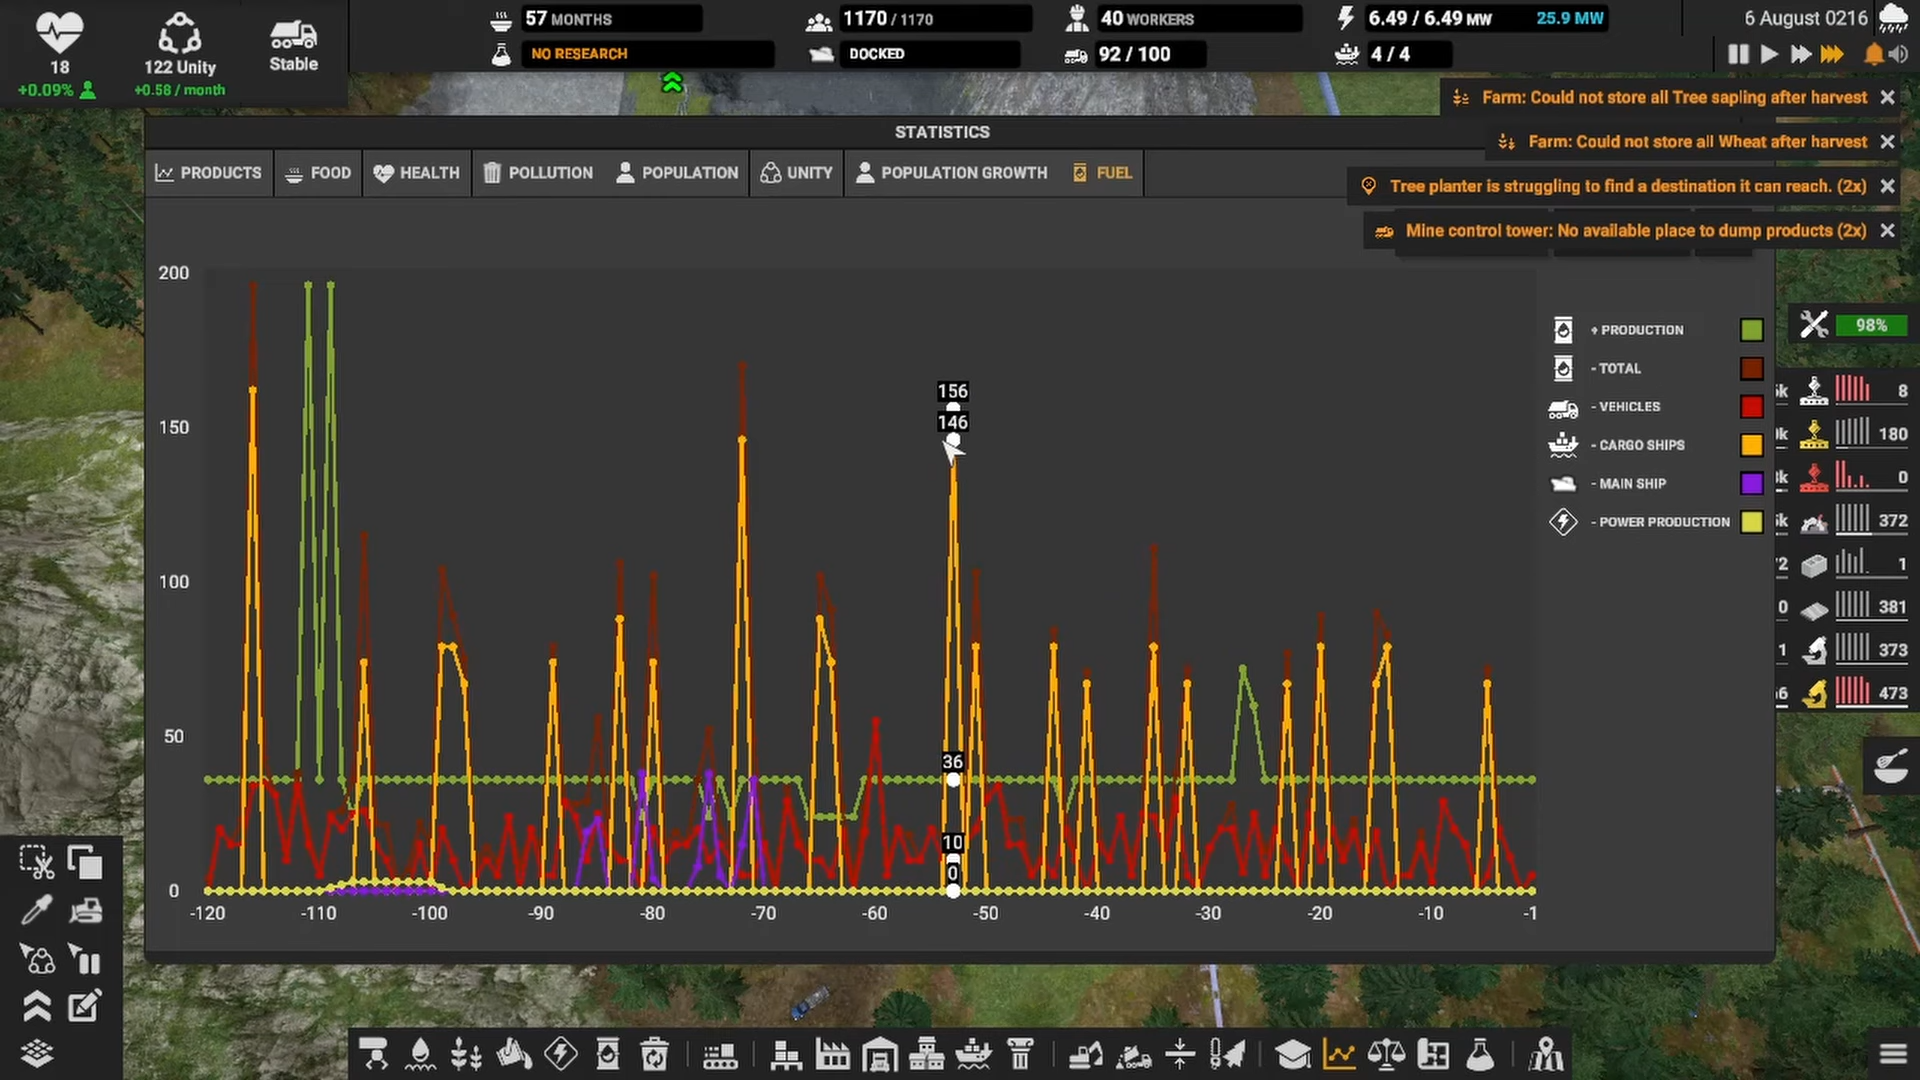 18
+0.09%
122 Unity
+0.58 / month
Stable
57 MONTHS
NO RESEARCH
1170 / 1170
DOCKED
40 WORKERS
92 / 100
6.49 / 6.49 MW 25.9 MW
4 / 4
6 August 0216
Farm: Could not store all Tree sapling after harvest
Farm: Could not store all Wheat after harvest
Tree planter is struggling to find a destination it can reach. (2x)
Mine control tower: No available place to dump products (2x)
STATISTICS
PRODUCTS FOOD HEALTH POLLUTION POPULATION UNITY POPULATION GROWTH FUEL
200
150
100
50
0
156
146
36
10
0
-120 -110 -100 -90 -80 -70 -60 -50 -40 -30 -20 -10 -1
+ PRODUCTION
- TOTAL
- VEHICLES
- CARGO SHIPS
- MAIN SHIP
- POWER PRODUCTION
98%
8
180
0
372
1
381
373
473